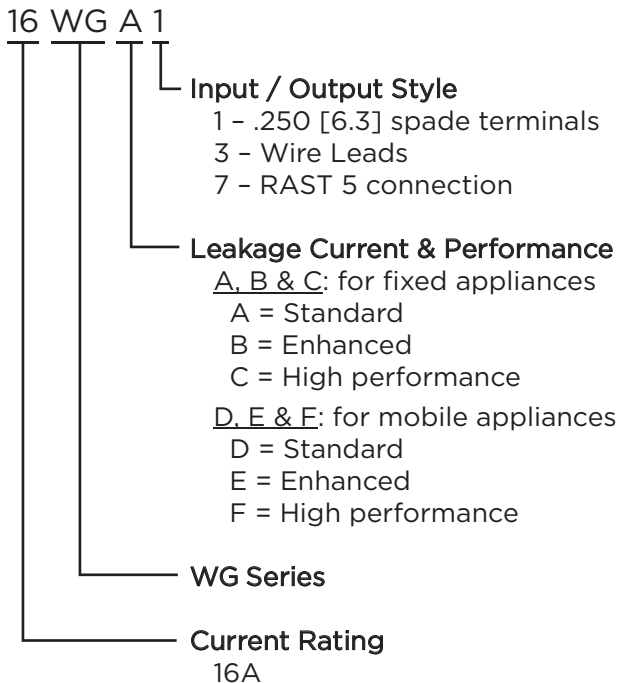 16 WG A 1
Input / Output Style
1 – .250 [6.3] spade terminals
3 – Wire Leads
7 – RAST 5 connection
Leakage Current & Performance
A, B & C: for fixed appliances
A = Standard
B = Enhanced
C = High performance
D, E & F: for mobile appliances
D = Standard
E = Enhanced
F = High performance
WG Series
Current Rating
16A